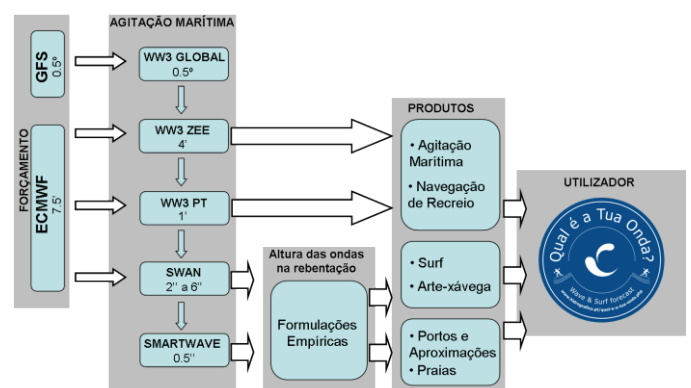 FORÇAMENTO
GFS
0.5º
ECMWF
7.5'
AGITAÇÃO MARÍTIMA
WW3 GLOBAL
0.5º
WW3 ZEE
4'
WW3 PT
1'
SWAN
2'' a 6''
SMARTWAVE
0.5''
Altura das ondas
na rebentação
Formulações
Empíricas
PRODUTOS
• Agitação
Marítima
• Navegação
de Recreio
• Surf
• Arte-xávega
• Portos e
Aproximações
• Praias
UTILIZADOR
Qual é a Tua Onda?
Wave & Surf forecast